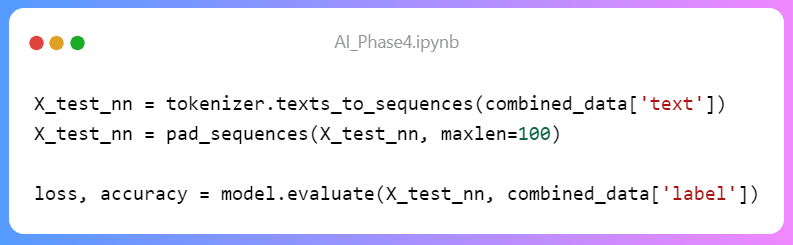 AI_Phase4.ipynb
X_test_nn = tokenizer.texts_to_sequences(combined_data['text'])
X_test_nn = pad_sequences(X_test_nn, maxlen=100)
loss, accuracy = model.evaluate(X_test_nn, combined_data['label'])